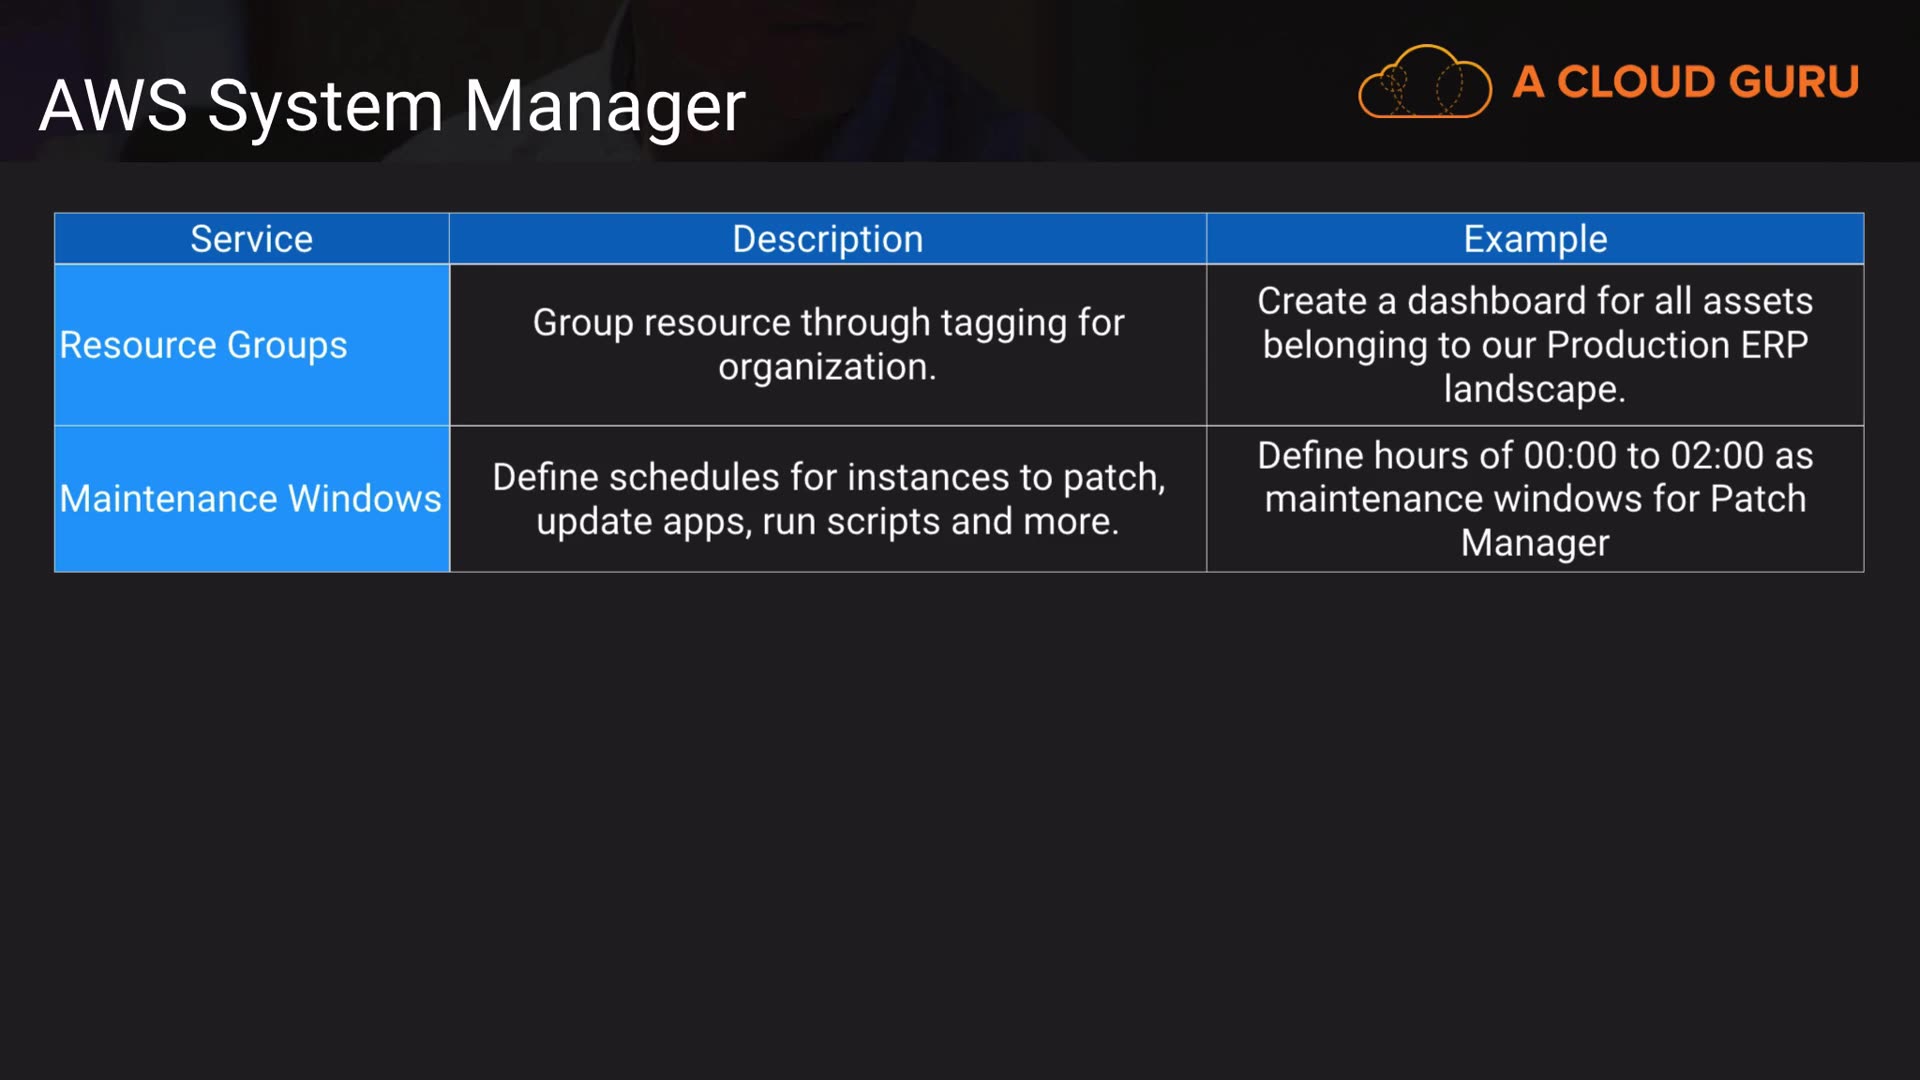 AWS System Manager
A CLOUD GURU
Service
Description
Example
Resource Groups
Group resource through tagging for
organization.
Create a dashboard for all assets
belonging to our Production ERP
landscape.
Maintenance Windows
Define schedules for instances to patch,
update apps, run scripts and more.
Define hours of 00:00 to 02:00 as
maintenance windows for Patch
Manager